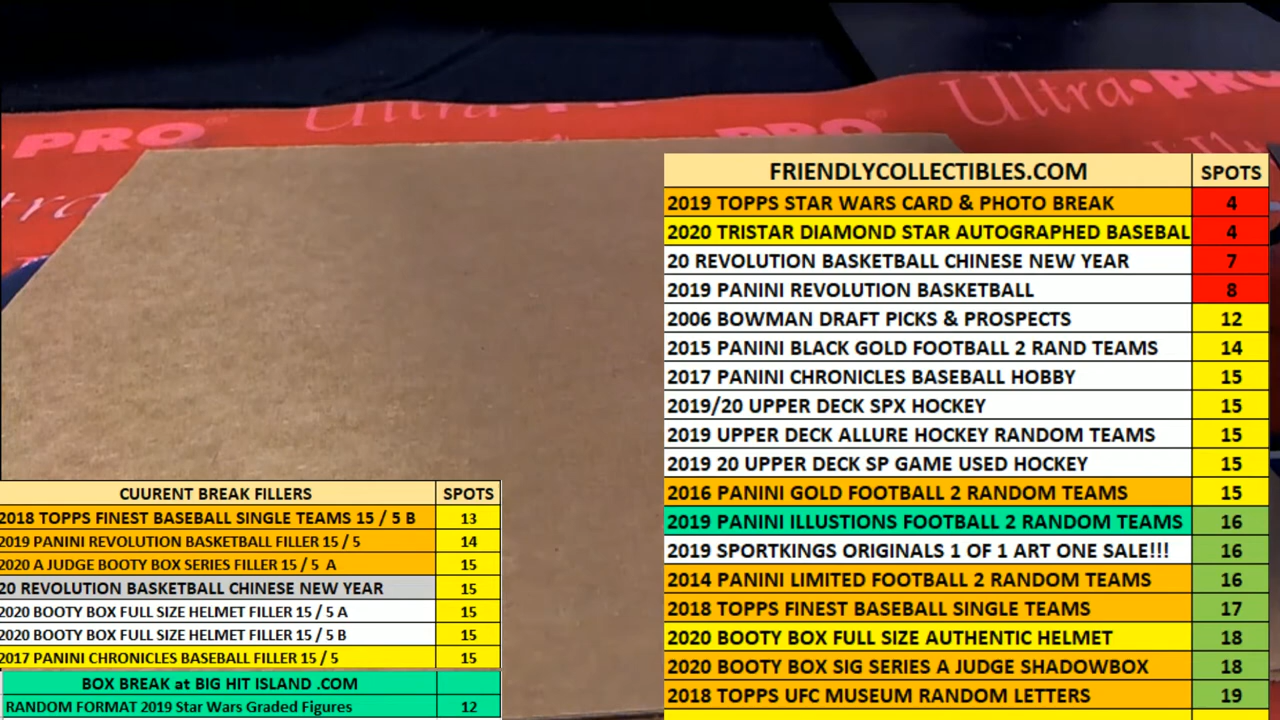 Ultra PRO
Ultra•PRO
PRO
PRO
Ultra
FRIENDLYCOLLECTIBLES.COM SPOTS
2019 TOPPS STAR WARS CARD & PHOTO BREAK 4
2020 TRISTAR DIAMOND STAR AUTOGRAPHED BASEBAL 4
20 REVOLUTION BASKETBALL CHINESE NEW YEAR 7
2019 PANINI REVOLUTION BASKETBALL 8
2006 BOWMAN DRAFT PICKS & PROSPECTS 12
2015 PANINI BLACK GOLD FOOTBALL 2 RAND TEAMS 14
2017 PANINI CHRONICLES BASEBALL HOBBY 15
2019/20 UPPER DECK SPX HOCKEY 15
2019 UPPER DECK ALLURE HOCKEY RANDOM TEAMS 15
2019 20 UPPER DECK SP GAME USED HOCKEY 15
2016 PANINI GOLD FOOTBALL 2 RANDOM TEAMS 15
2019 PANINI ILLUSTIONS FOOTBALL 2 RANDOM TEAMS 16
2019 SPORTKINGS ORIGINALS 1 OF 1 ART ONE SALE!!! 16
2014 PANINI LIMITED FOOTBALL 2 RANDOM TEAMS 16
2018 TOPPS FINEST BASEBALL SINGLE TEAMS 17
2020 BOOTY BOX FULL SIZE AUTHENTIC HELMET 18
2020 BOOTY BOX SIG SERIES A JUDGE SHADOWBOX 18
2018 TOPPS UFC MUSEUM RANDOM LETTERS 19
CUURENT BREAK FILLERS SPOTS
2018 TOPPS FINEST BASEBALL SINGLE TEAMS 15 / 5 B 13
2019 PANINI REVOLUTION BASKETBALL FILLER 15 / 5 14
2020 A JUDGE BOOTY BOX SERIES FILLER 15 / 5 A 15
20 REVOLUTION BASKETBALL CHINESE NEW YEAR 15
2020 BOOTY BOX FULL SIZE HELMET FILLER 15 / 5 A 15
2020 BOOTY BOX FULL SIZE HELMET FILLER 15 / 5 B 15
2017 PANINI CHRONICLES BASEBALL FILLER 15 / 5 15
BOX BREAK at BIG HIT ISLAND .COM
RANDOM FORMAT 2019 Star Wars Graded Figures 12